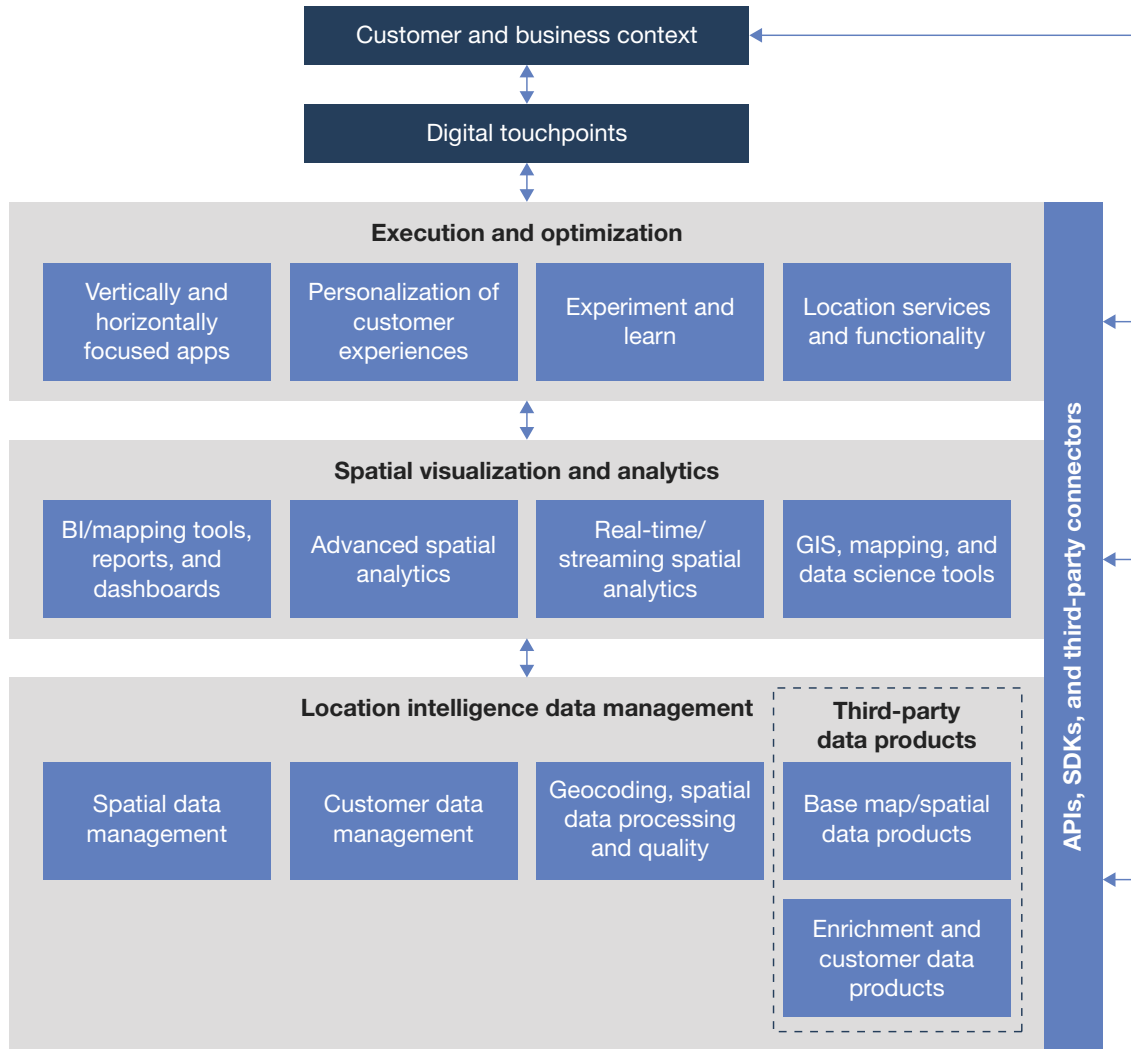 Customer and business context
Digital touchpoints
Execution and optimization
Vertically and
horizontally
focused apps
Personalization of
customer
experiences
Experiment and
learn
Location services
and functionality
Spatial visualization and analytics
BI/mapping tools,
reports, and
dashboards
Advanced spatial
analytics
Real-time/
streaming spatial
analytics
GIS, mapping, and
data science tools
Location intelligence data management
Third-party
data products
Spatial data
management
Customer data
management
Geocoding, spatial
data processing
and quality
Base map/spatial
data products
Enrichment and
customer data
products
APIs, SDKs, and third-party connectors